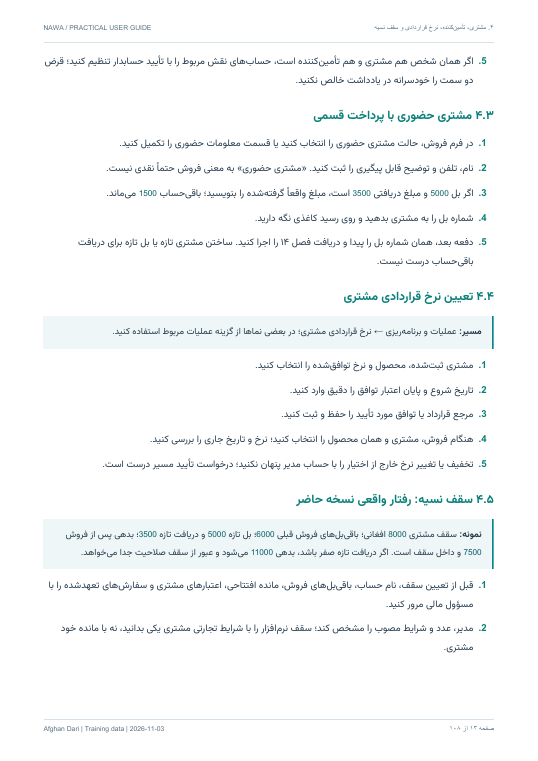 NAWA / PRACTICAL USER GUIDE
۴. مشتری، تأمین‌کننده، نرخ قراردادی و سقف نسیه
5. اگر همان شخص هم مشتری و هم تأمین‌کننده است، حساب‌های نقش مربوط را با تأیید حسابدار تنظیم کنید؛ قرض
دو سمت را خودسرانه در یادداشت خالص نکنید.
۴.۳ مشتری حضوری با پرداخت قسمی
1. در فرم فروش، حالت مشتری حضوری را انتخاب کنید یا قسمت معلومات حضوری را تکمیل کنید.
2. نام، تلفن و توضیح قابل پیگیری را ثبت کنید. «مشتری حضوری» به معنی فروش حتماً نقدی نیست.
3. اگر بل 5000 و مبلغ دریافتی 3500 است، مبلغ واقعاً گرفته‌شده را بنویسید؛ باقی‌حساب 1500 می‌ماند.
4. شماره بل را به مشتری بدهید و روی رسید کاغذی نگه دارید.
5. دفعه بعد، همان شماره بل را پیدا و دریافت فصل ۱۴ را اجرا کنید. ساختن مشتری تازه یا بل تازه برای دریافت
باقی‌حساب درست نیست.
۴.۴ تعیین نرخ قراردادی مشتری
مسیر: عملیات و برنامه‌ریزی ← نرخ قراردادی مشتری؛ در بعضی نماها از گزینه عملیات مربوط استفاده کنید.
1. مشتری ثبت‌شده، محصول و نرخ توافق‌شده را انتخاب کنید.
2. تاریخ شروع و پایان اعتبار توافق را دقیق وارد کنید.
3. مرجع قرارداد یا توافق مورد تأیید را حفظ و ثبت کنید.
4. هنگام فروش، مشتری و همان محصول را انتخاب کنید؛ نرخ و تاریخ جاری را بررسی کنید.
5. تخفیف یا تغییر نرخ خارج از اختیار را با حساب مدیر پنهان نکنید؛ درخواست تأیید مسیر درست است.
۴.۵ سقف نسیه: رفتار واقعی نسخه حاضر
نمونه: سقف مشتری 8000 افغانی؛ باقی‌بل‌های فروش قبلی 6000؛ بل تازه 5000 و دریافت تازه 3500؛ بدهی پس از فروش
7500 و داخل سقف است. اگر دریافت تازه صفر باشد، بدهی 11000 می‌شود و عبور از سقف صلاحیت جدا می‌خواهد.
1. قبل از تعیین سقف، نام حساب، باقی‌بل‌های فروش، مانده افتتاحی، اعتبارهای مشتری و سفارش‌های تعهدشده را با
مسؤول مالی مرور کنید.
2. مدیر، عدد و شرایط مصوب را مشخص کند؛ سقف نرم‌افزار را با شرایط تجارتی مشتری یکی بدانید، نه با مانده خود
مشتری.
Afghan Dari | Training data | 2026-11-03
صفحه ۱۳ از ۱۰۸